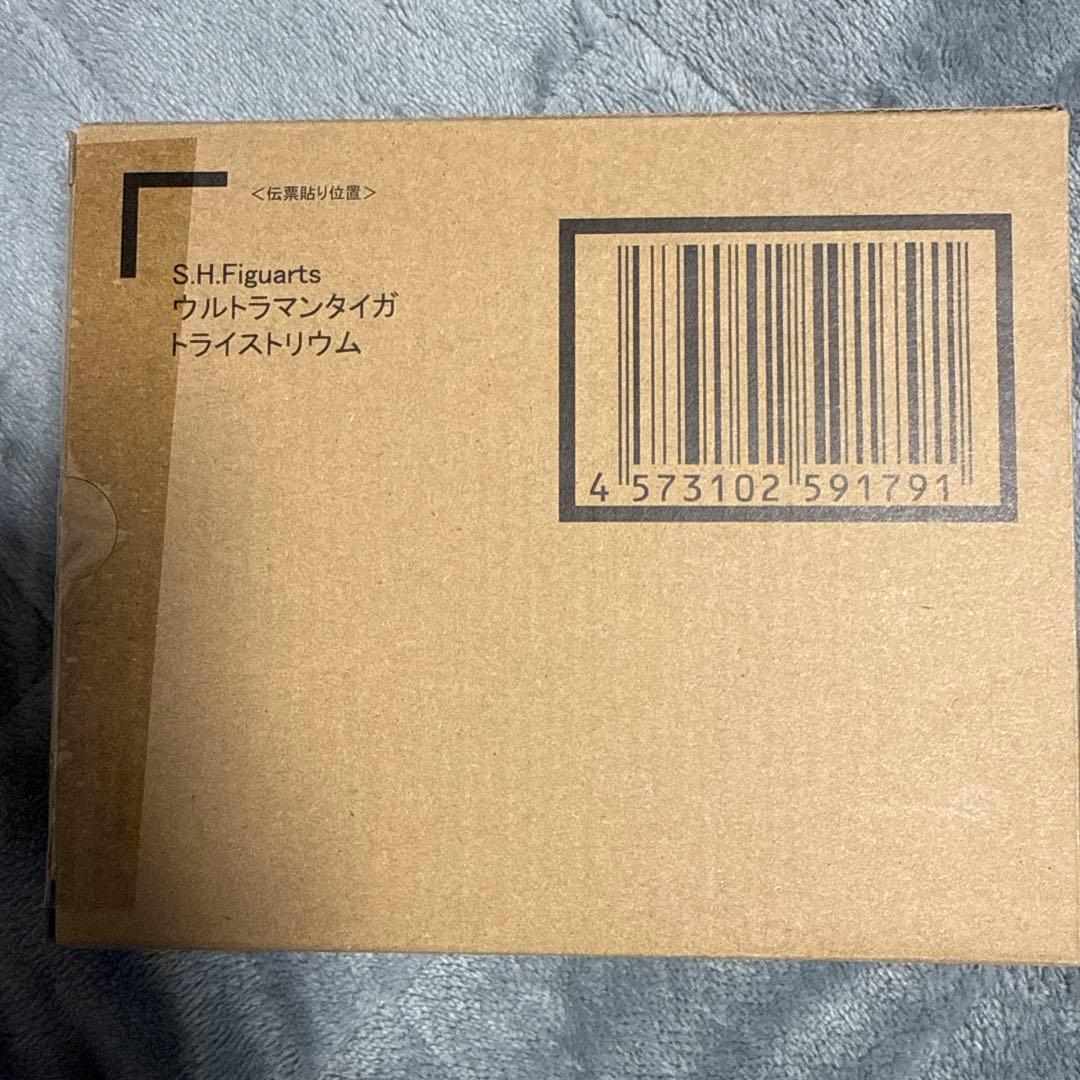 ＜伝票貼り位置＞
S.H.Figuarts
ウルトラマンタイガ
トライストリウム
4 573102 591791